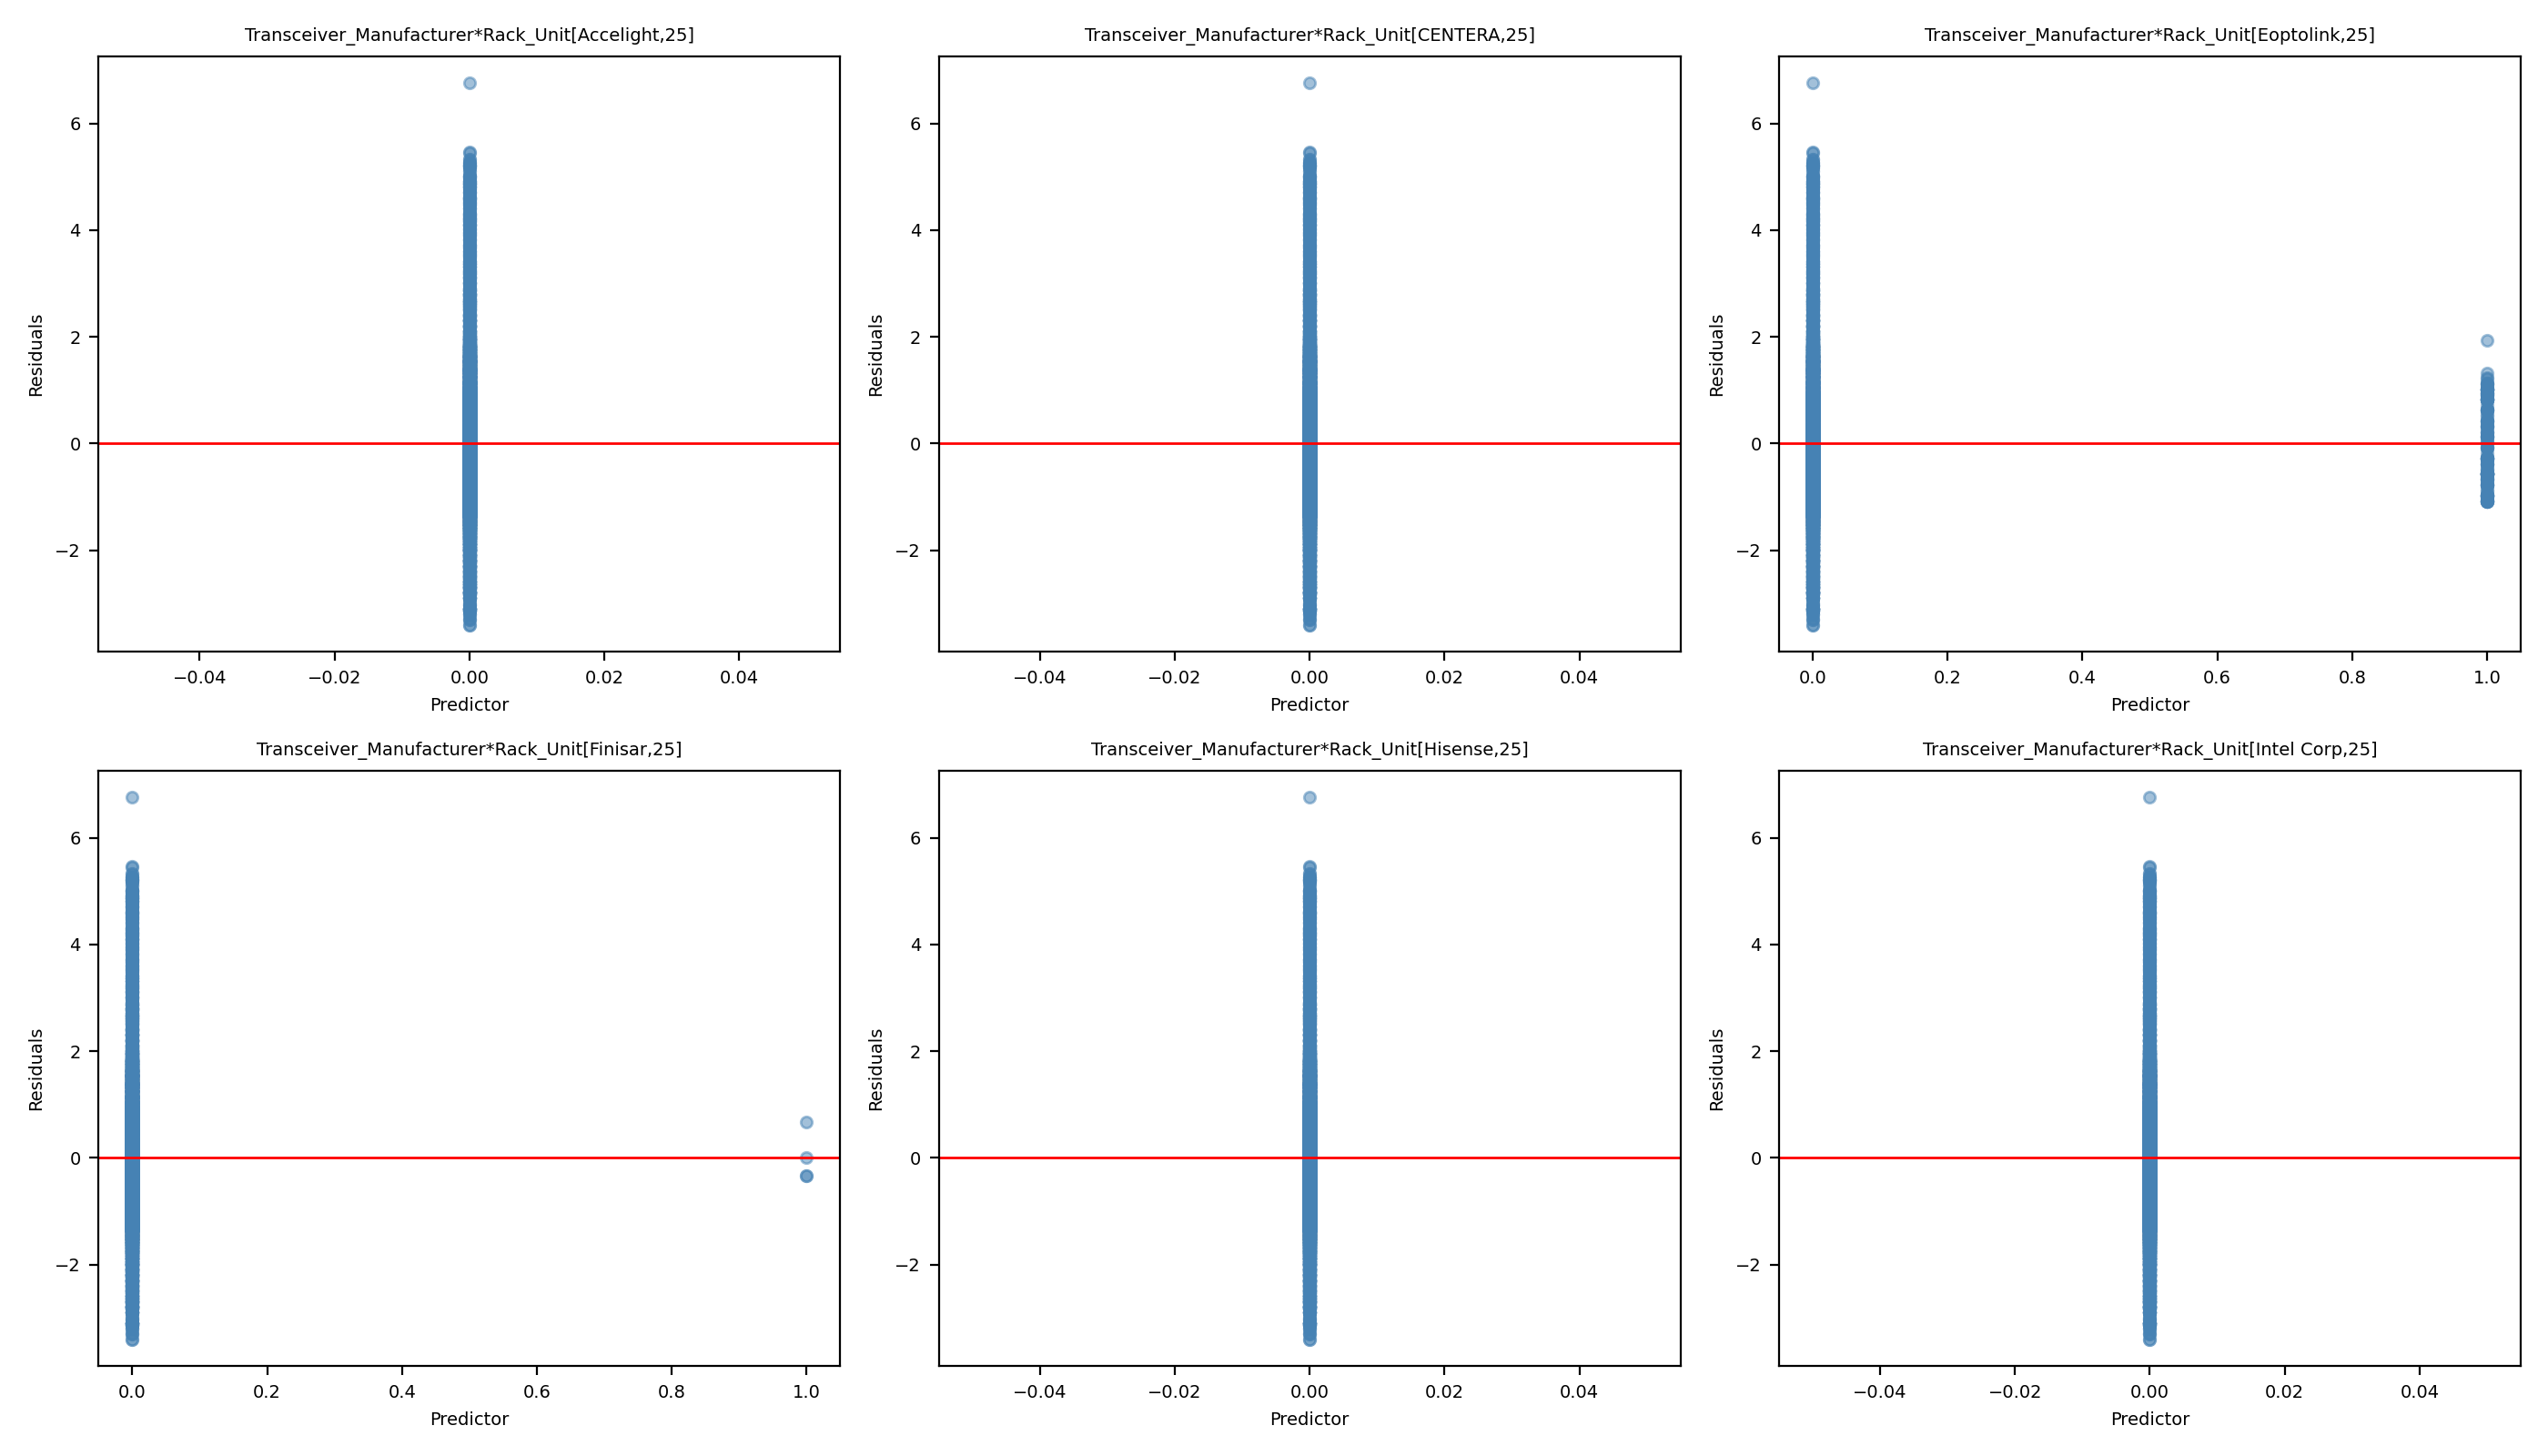 Transceiver_Manufacturer*Rack_Unit[Accelight,25]
Residuals
6
4
2
0
−2
−0.04 −0.02 0.00 0.02 0.04
Predictor
Transceiver_Manufacturer*Rack_Unit[CENTERA,25]
Residuals
6
4
2
0
−2
−0.04 −0.02 0.00 0.02 0.04
Predictor
Transceiver_Manufacturer*Rack_Unit[Eoptolink,25]
Residuals
6
4
2
0
−2
0.0 0.2 0.4 0.6 0.8 1.0
Predictor
Transceiver_Manufacturer*Rack_Unit[Finisar,25]
Residuals
6
4
2
0
−2
0.0 0.2 0.4 0.6 0.8 1.0
Predictor
Transceiver_Manufacturer*Rack_Unit[Hisense,25]
Residuals
6
4
2
0
−2
−0.04 −0.02 0.00 0.02 0.04
Predictor
Transceiver_Manufacturer*Rack_Unit[Intel Corp,25]
Residuals
6
4
2
0
−2
−0.04 −0.02 0.00 0.02 0.04
Predictor